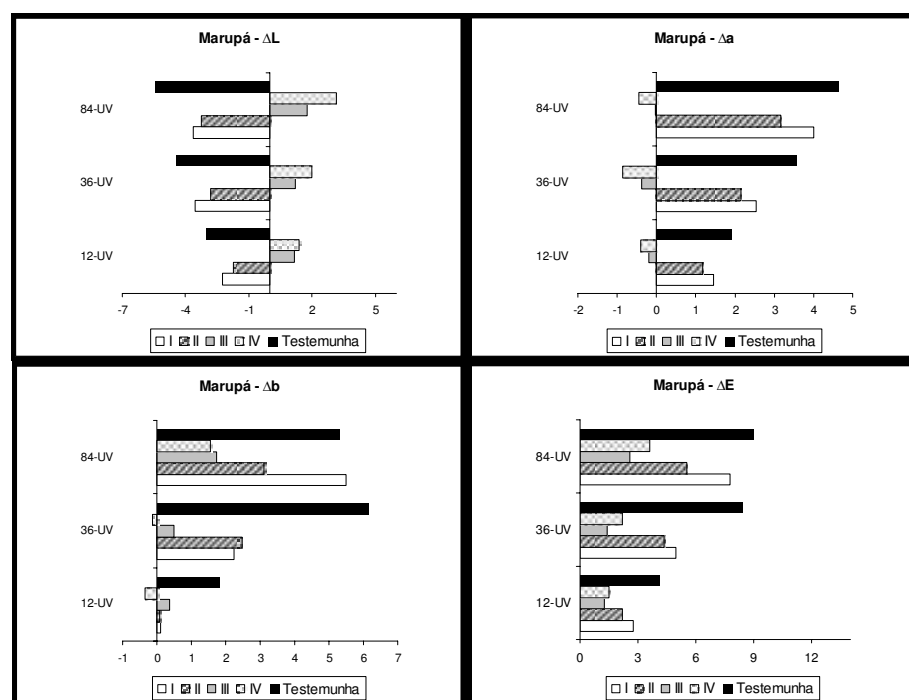 Marupá - ΔL
84-UV
36-UV
12-UV
-7 -4 -1 2 5
I II III IV Testemunha
Marupá - Δa
84-UV
36-UV
12-UV
-2 -1 0 1 2 3 4 5
I II III IV Testemunha
Marupá - Δb
84-UV
36-UV
12-UV
-1 0 1 2 3 4 5 6 7
I II III IV Testemunha
Marupá - ΔE
84-UV
36-UV
12-UV
0 3 6 9 12
I II III IV Testemunha